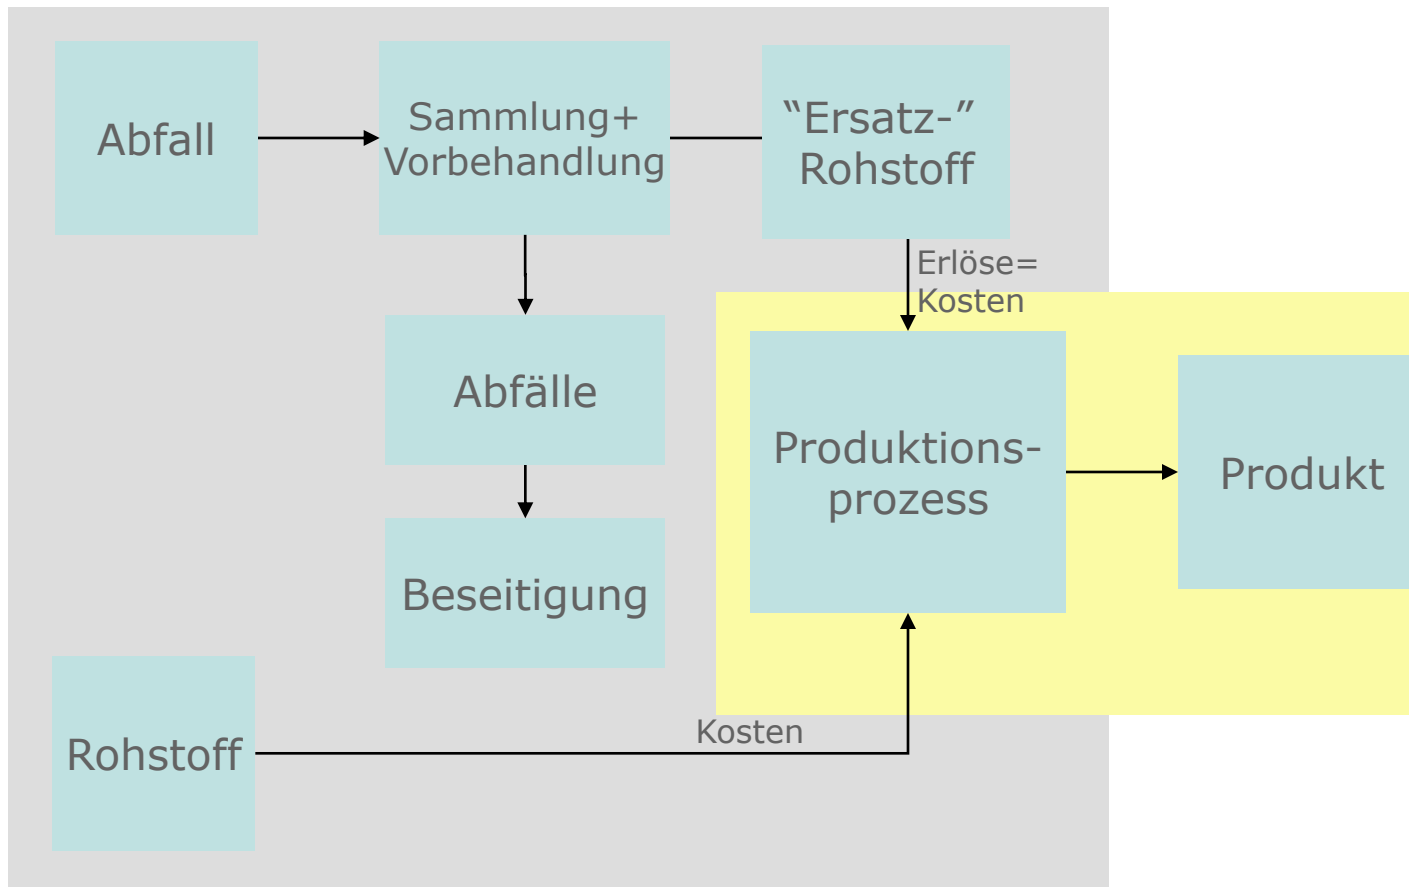 Abfall
Sammlung+
Vorbehandlung
“Ersatz-”
Rohstoff
Erlöse=
Kosten
Abfälle
Produktions-
prozess
Produkt
Beseitigung
Rohstoff
Kosten